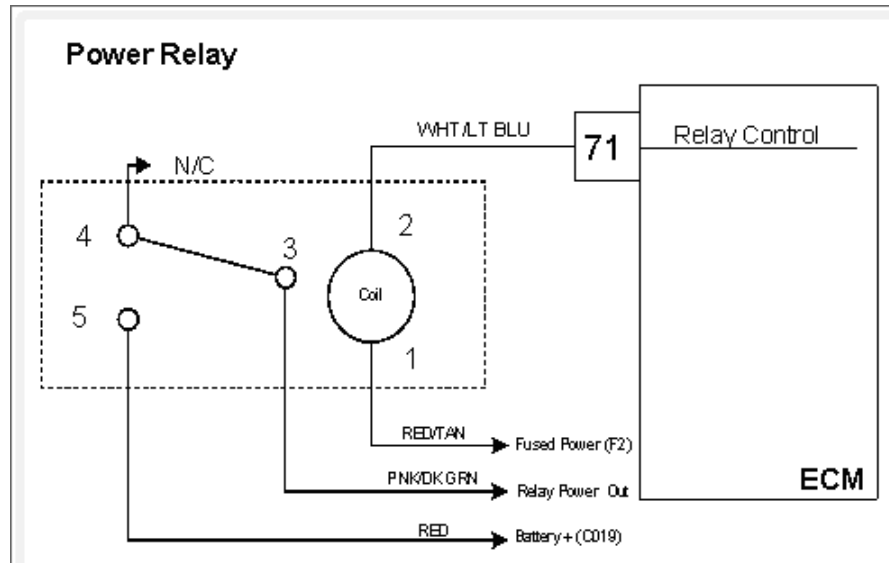 Power Relay
WHT/LT BLU
71
Relay Control
N/C
4
3
2
Coil
5
1
RED/TAN
Fused Power (F2)
PNK/DK GRN
Relay Power Out
ECM
RED
Battery + (C019)